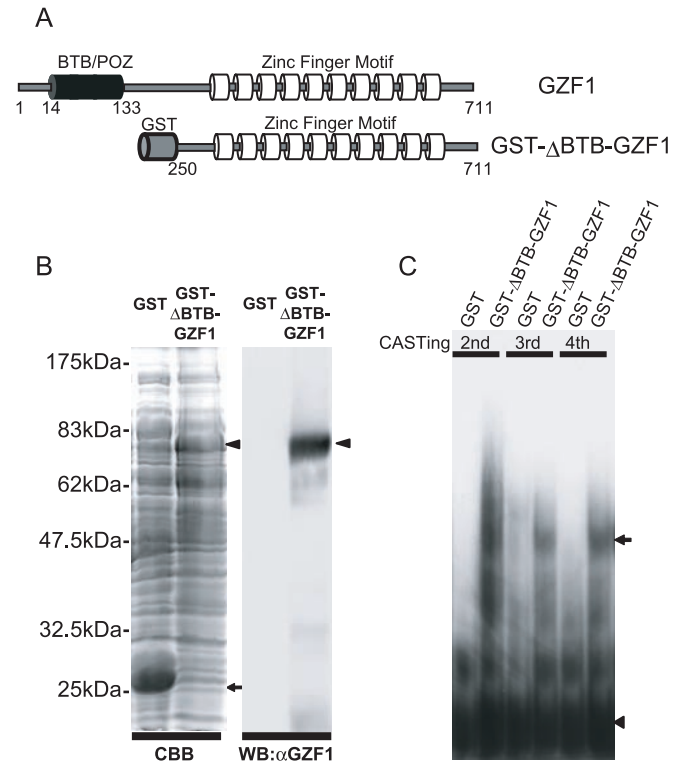 A
BTB/POZ Zinc Finger Motif GZF1
1 14 133 711
GST Zinc Finger Motif GST-ΔBTB-GZF1
250 711
B
GST GST-ΔBTB-GZF1 GST GST-ΔBTB-GZF1
175kDa-
83kDa-
62kDa-
47.5kDa-
32.5kDa-
25kDa-
CBB WB:αGZF1
C
GST GST-ΔBTB-GZF1 GST GST-ΔBTB-GZF1 GST GST-ΔBTB-GZF1
CASTing 2nd 3rd 4th